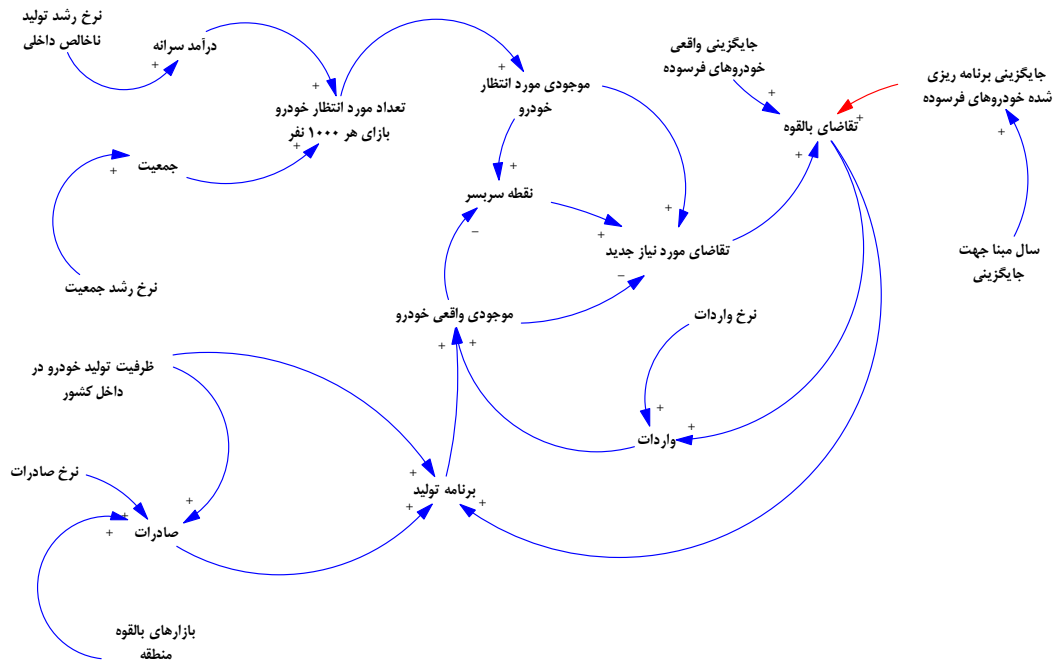 نرخ رشد تولید
ناخالص داخلی
درآمد سرانه
+
+
+
جایگزینی واقعی
خودروهای فرسوده
جایگزینی برنامه ریزی
شده خودروهای فرسوده
موجودی مورد انتظار
خودرو
تعداد مورد انتظار خودرو
بازای هر ۱۰۰۰ نفر
+
+
+
تقاضای بالقوه
+
+
جمعیت
+
+
+
نقطه سربسر
+
+
–
تقاضای مورد نیاز جدید
–
سال مبنا جهت
جایگزینی
نرخ رشد جمعیت
موجودی واقعی خودرو
نرخ واردات
+
+
ظرفیت تولید خودرو در
داخل کشور
+
+
واردات
نرخ صادرات
+
برنامه تولید
+
+
+
+
+
صادرات
بازارهای بالقوه
منطقه